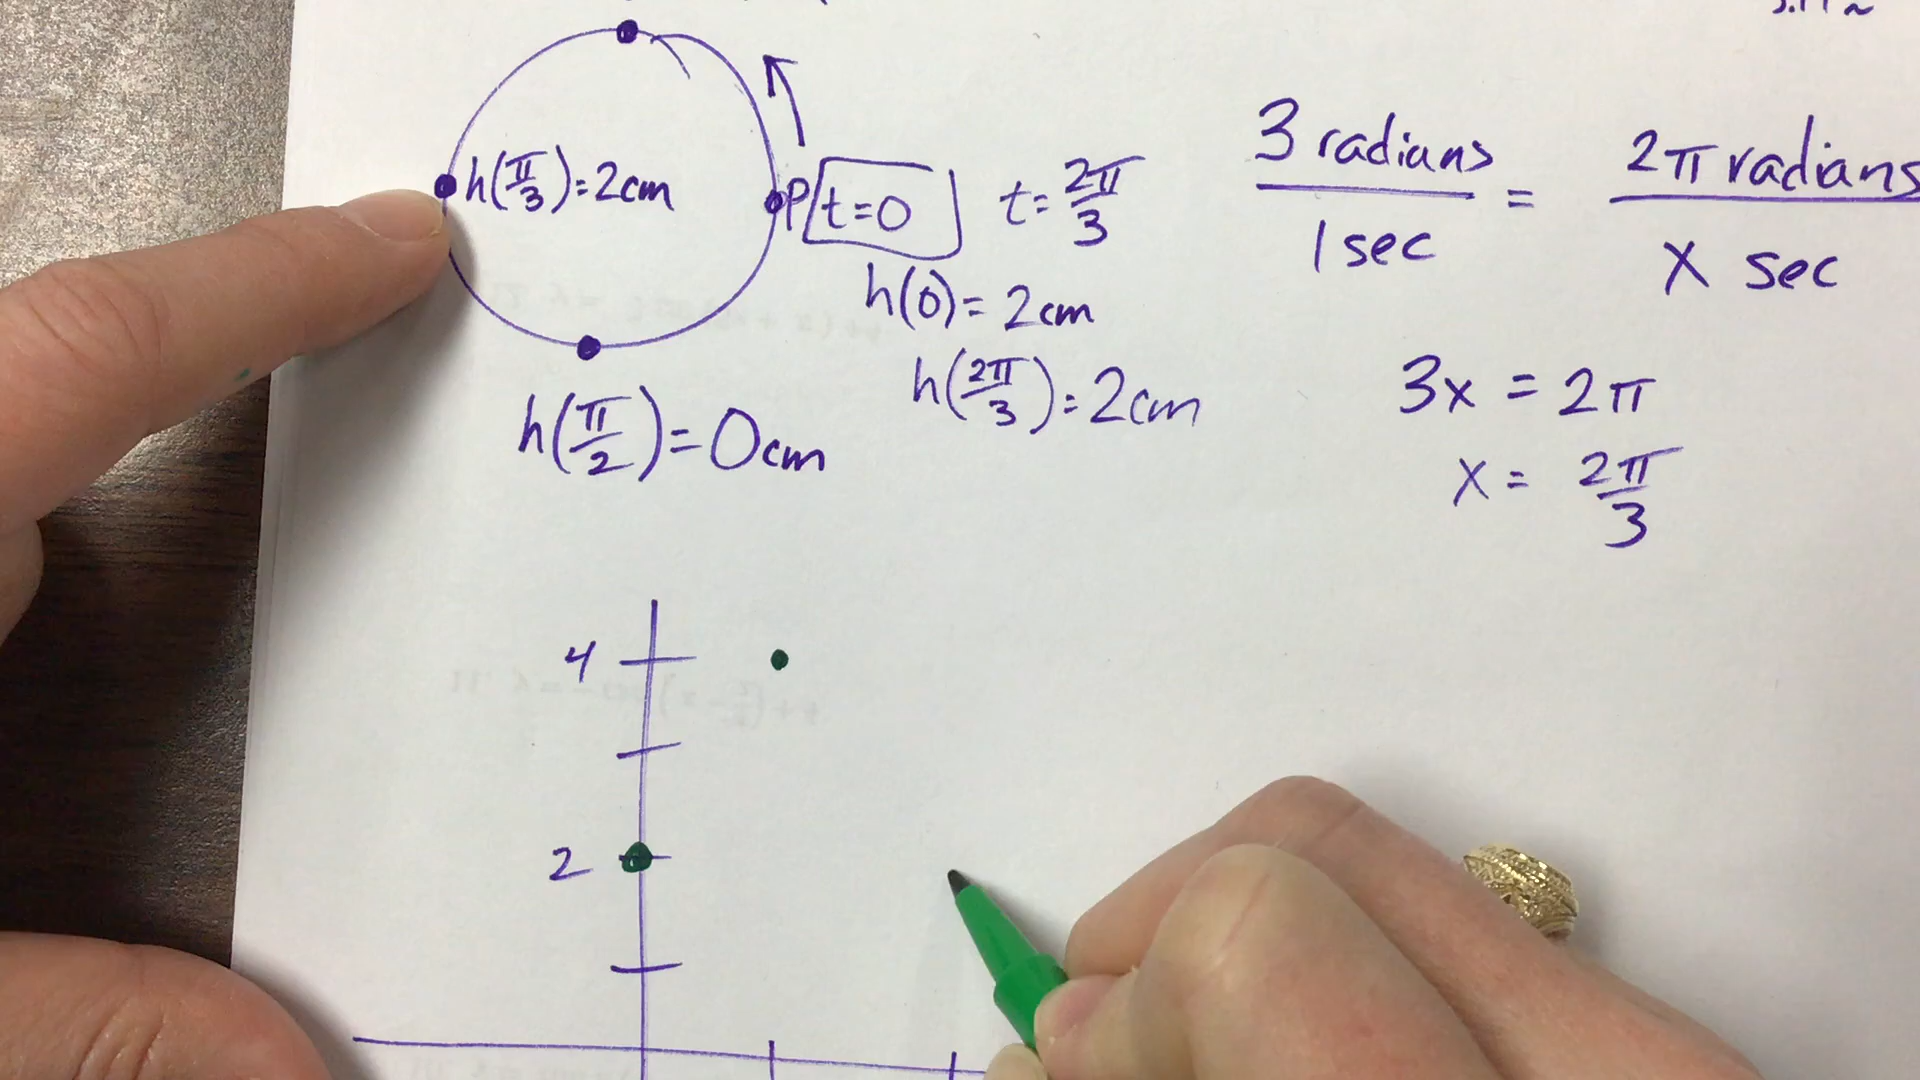 h(π/3)=2cm
P t=0 t=2π/3
h(0)=2cm
h(2π/3)=2cm
h(π/2)=0cm
3 radians/1 sec = 2π radians/x sec
3x = 2π
x = 2π/3
4
2